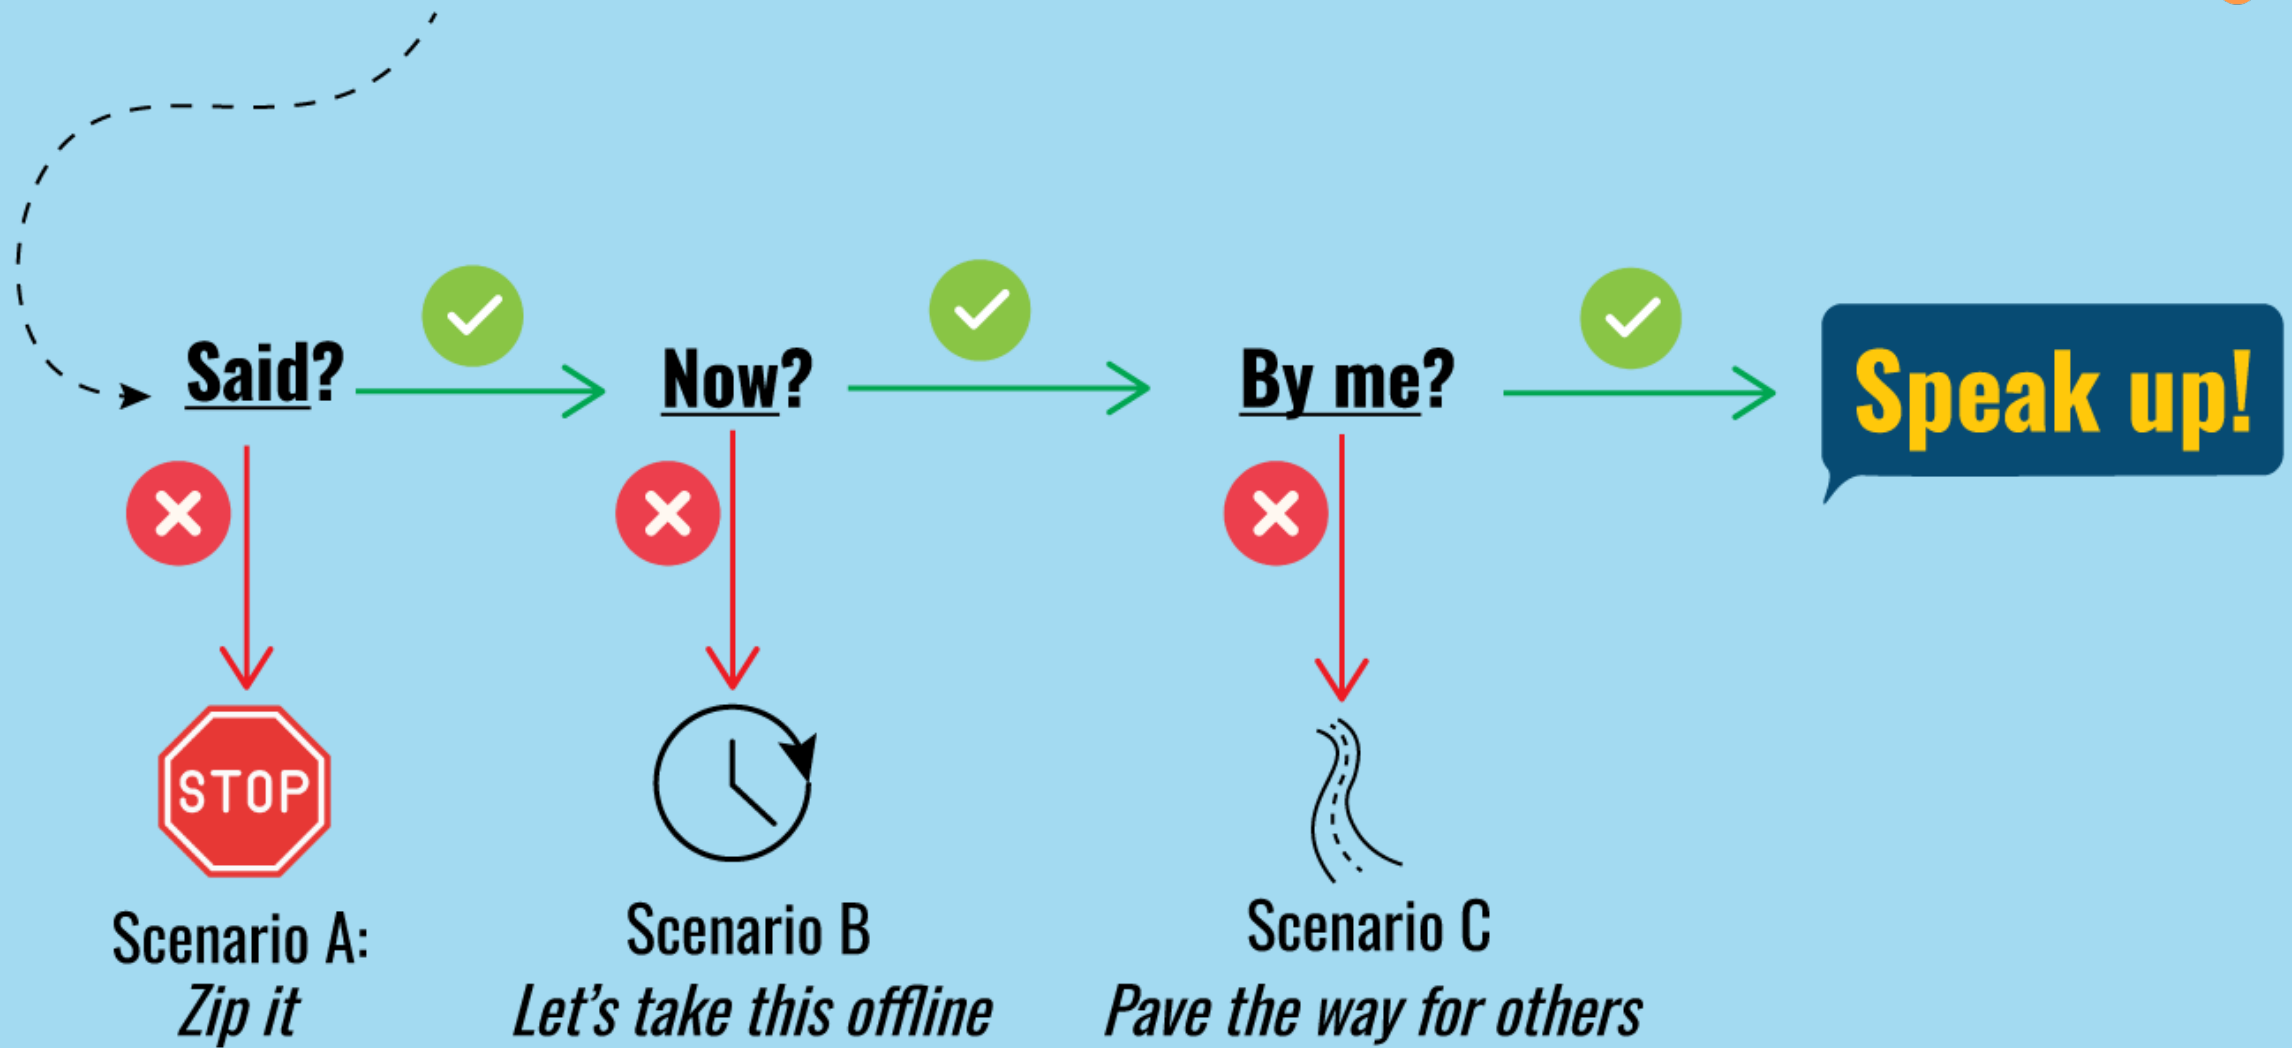 Said?
Now?
By me?
Speak up!
STOP
Scenario A:
Zip it
Scenario B
Let's take this offline
Scenario C
Pave the way for others